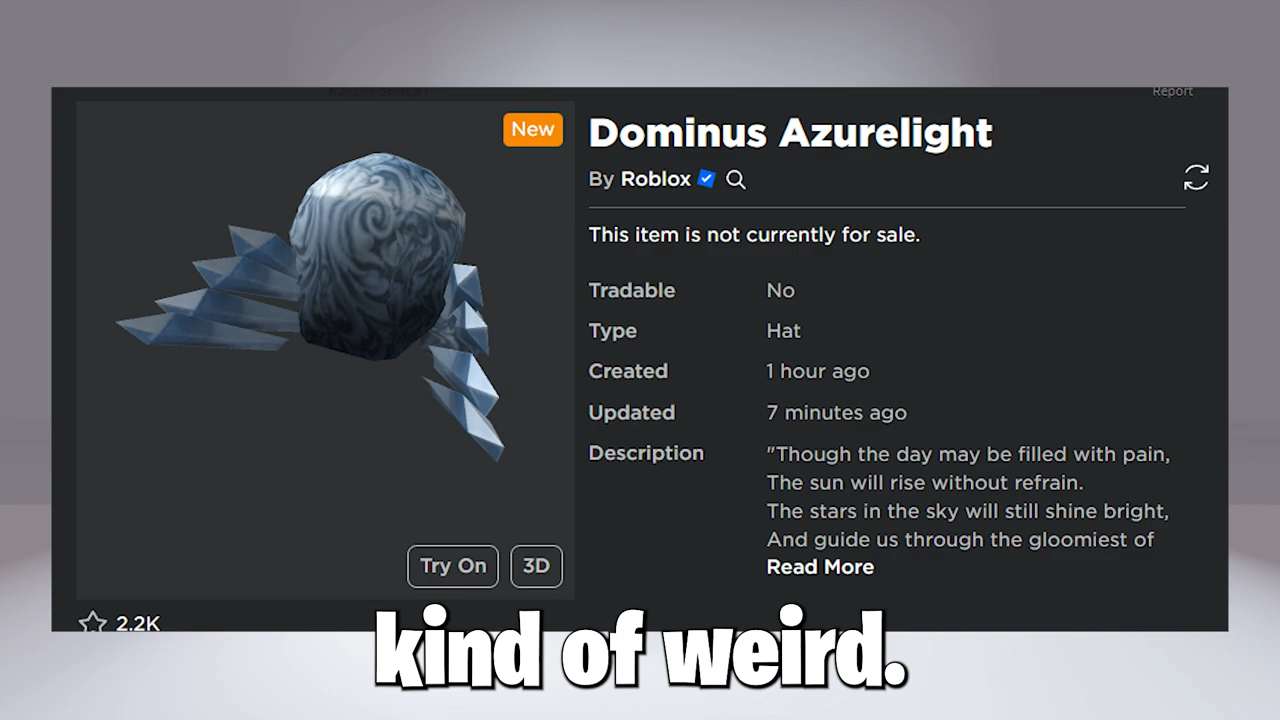 Report
New
Dominus Azurelight
By Roblox
This item is not currently for sale.
Tradable No
Type Hat
Created 1 hour ago
Updated 7 minutes ago
Description "Though the day may be filled with pain,
The sun will rise without refrain.
The stars in the sky will still shine bright,
And guide us through the gloomiest of
Read More
Try On 3D
2.2K
kind of weird.